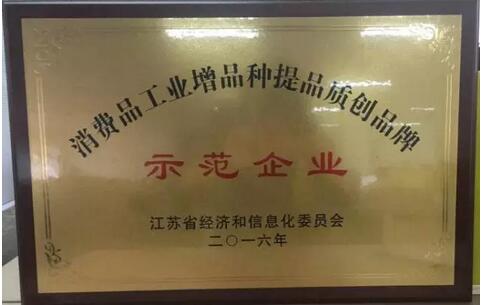 消费品工业增品种提品质创品牌
示范企业
江苏省经济和信息化委员会
二〇一六年